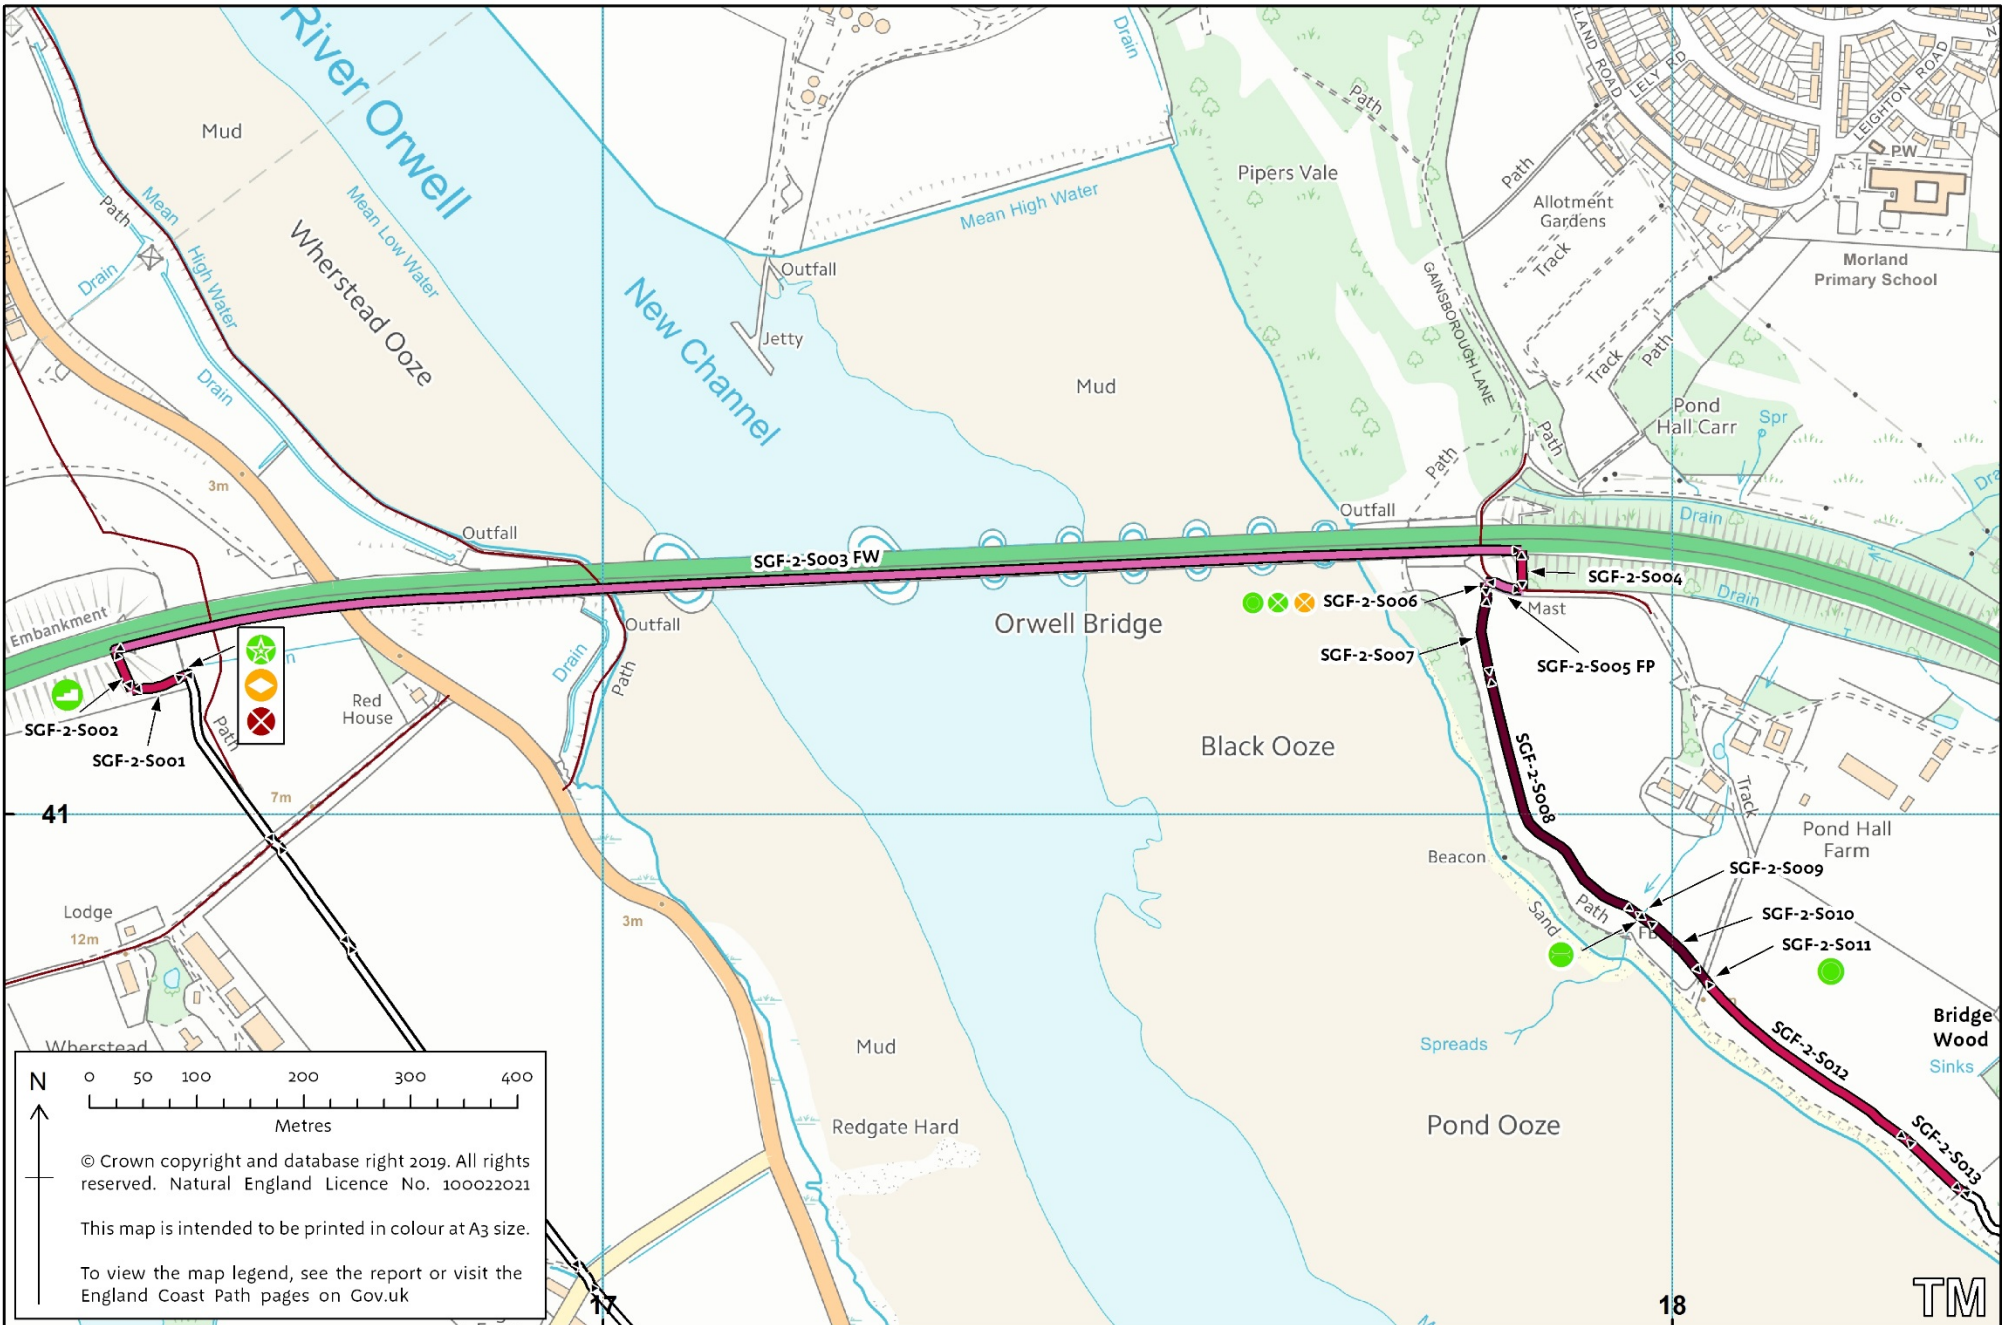 River Orwell
Drain
LAND ROAD
LELY RD
LEIGHTON ROAD
PW
Mud
Path
Path
Pipers Vale
Mean High Water
Allotment
Gardens
Track
Morland
Primary School
Mean
High Water
Path
Drain
Mean Low Water
Wherstead Ooze
New Channel
Outfall
Jetty
GAINSBOROUGH LANE
Track
Path
Drain
Mud
Pond
Hall Carr
Spr
Path
Path
3m
Outfall
Outfall
Drain
SGF-2-S003 FW
SGF-2-S004
SGF-2-S006
Mast
Drain
Embankment
Outfall
Orwell Bridge
SGF-2-S007
SGF-2-S005 FP
Drain
Path
Red
House
SGF-2-S002
SGF-2-S001
Path
Black Ooze
SGF-2-S008
Track
7m
41
Pond Hall
Farm
Beacon
SGF-2-S009
Lodge
12m
3m
Sand
Path
FB
SGF-2-S010
SGF-2-S011
Bridge
Wood
Sinks
Wherstead
Mud
Spreads
SGF-2-S012
Redgate Hard
Pond Ooze
SGF-2-S013
N
0 50 100 200 300 400
Metres
© Crown copyright and database right 2019. All rights
reserved. Natural England Licence No. 100022021
This map is intended to be printed in colour at A3 size.
To view the map legend, see the report or visit the
England Coast Path pages on Gov.uk
17
18
TM